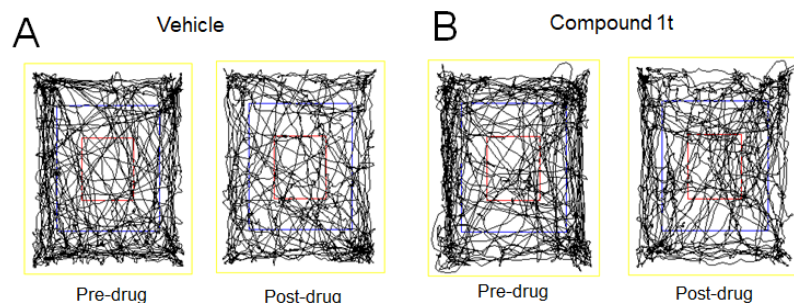 A
Vehicle
B
Compound 1t
Pre-drug
Post-drug
Pre-drug
Post-drug